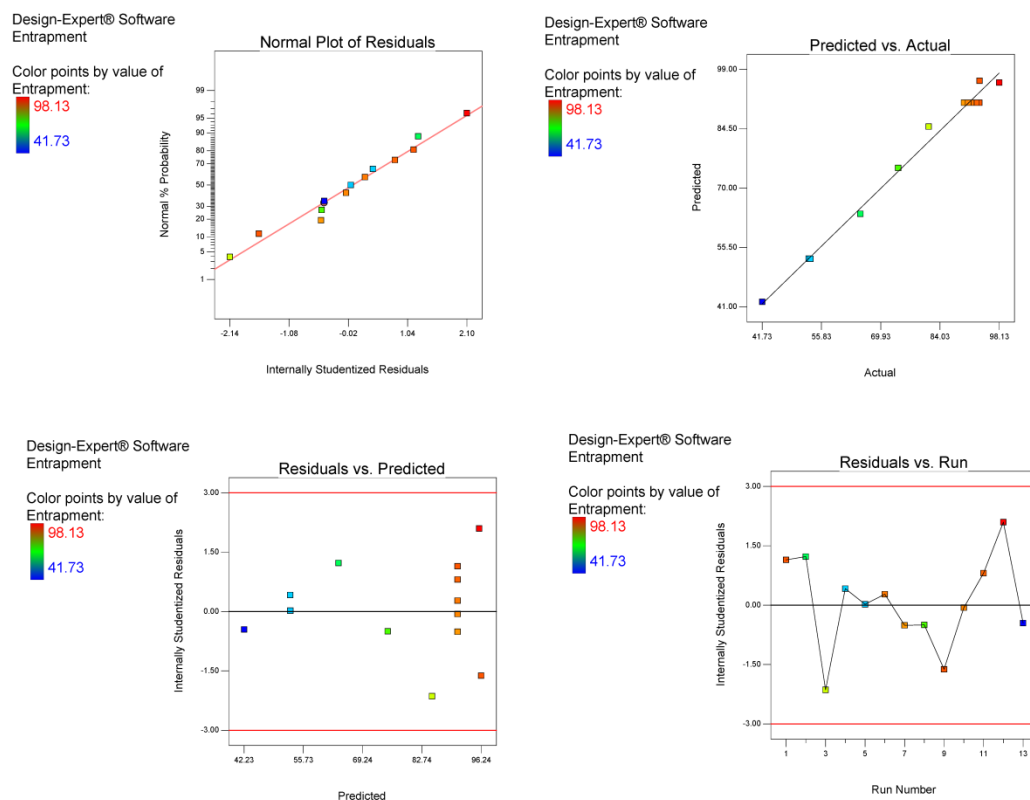 Design-Expert® Software
Entrapment
Color points by value of
Entrapment:
98.13
41.73
Normal Plot of Residuals
Normal % Probability
99
95
90
80
70
50
30
20
10
5
1
-2.14
-1.08
-0.02
1.04
2.10
Internally Studentized Residuals
Design-Expert® Software
Entrapment
Color points by value of
Entrapment:
98.13
41.73
Predicted vs. Actual
Predicted
99.00
84.50
70.00
55.50
41.00
41.73
55.83
69.93
84.03
98.13
Actual
Design-Expert® Software
Entrapment
Color points by value of
Entrapment:
98.13
41.73
Residuals vs. Predicted
Internally Studentized Residuals
3.00
1.50
0.00
-1.50
-3.00
42.23
55.73
69.24
82.74
96.24
Predicted
Design-Expert® Software
Entrapment
Color points by value of
Entrapment:
98.13
41.73
Residuals vs. Run
Internally Studentized Residuals
3.00
1.50
0.00
-1.50
-3.00
1
3
5
7
9
11
13
Run Number